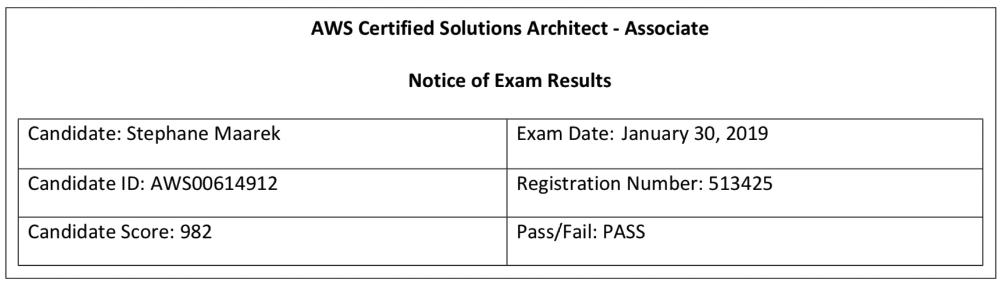 AWS Certified Solutions Architect - Associate
Notice of Exam Results
Candidate: Stephane Maarek
Exam Date: January 30, 2019
Candidate ID: AWS00614912
Registration Number: 513425
Candidate Score: 982
Pass/Fail: PASS